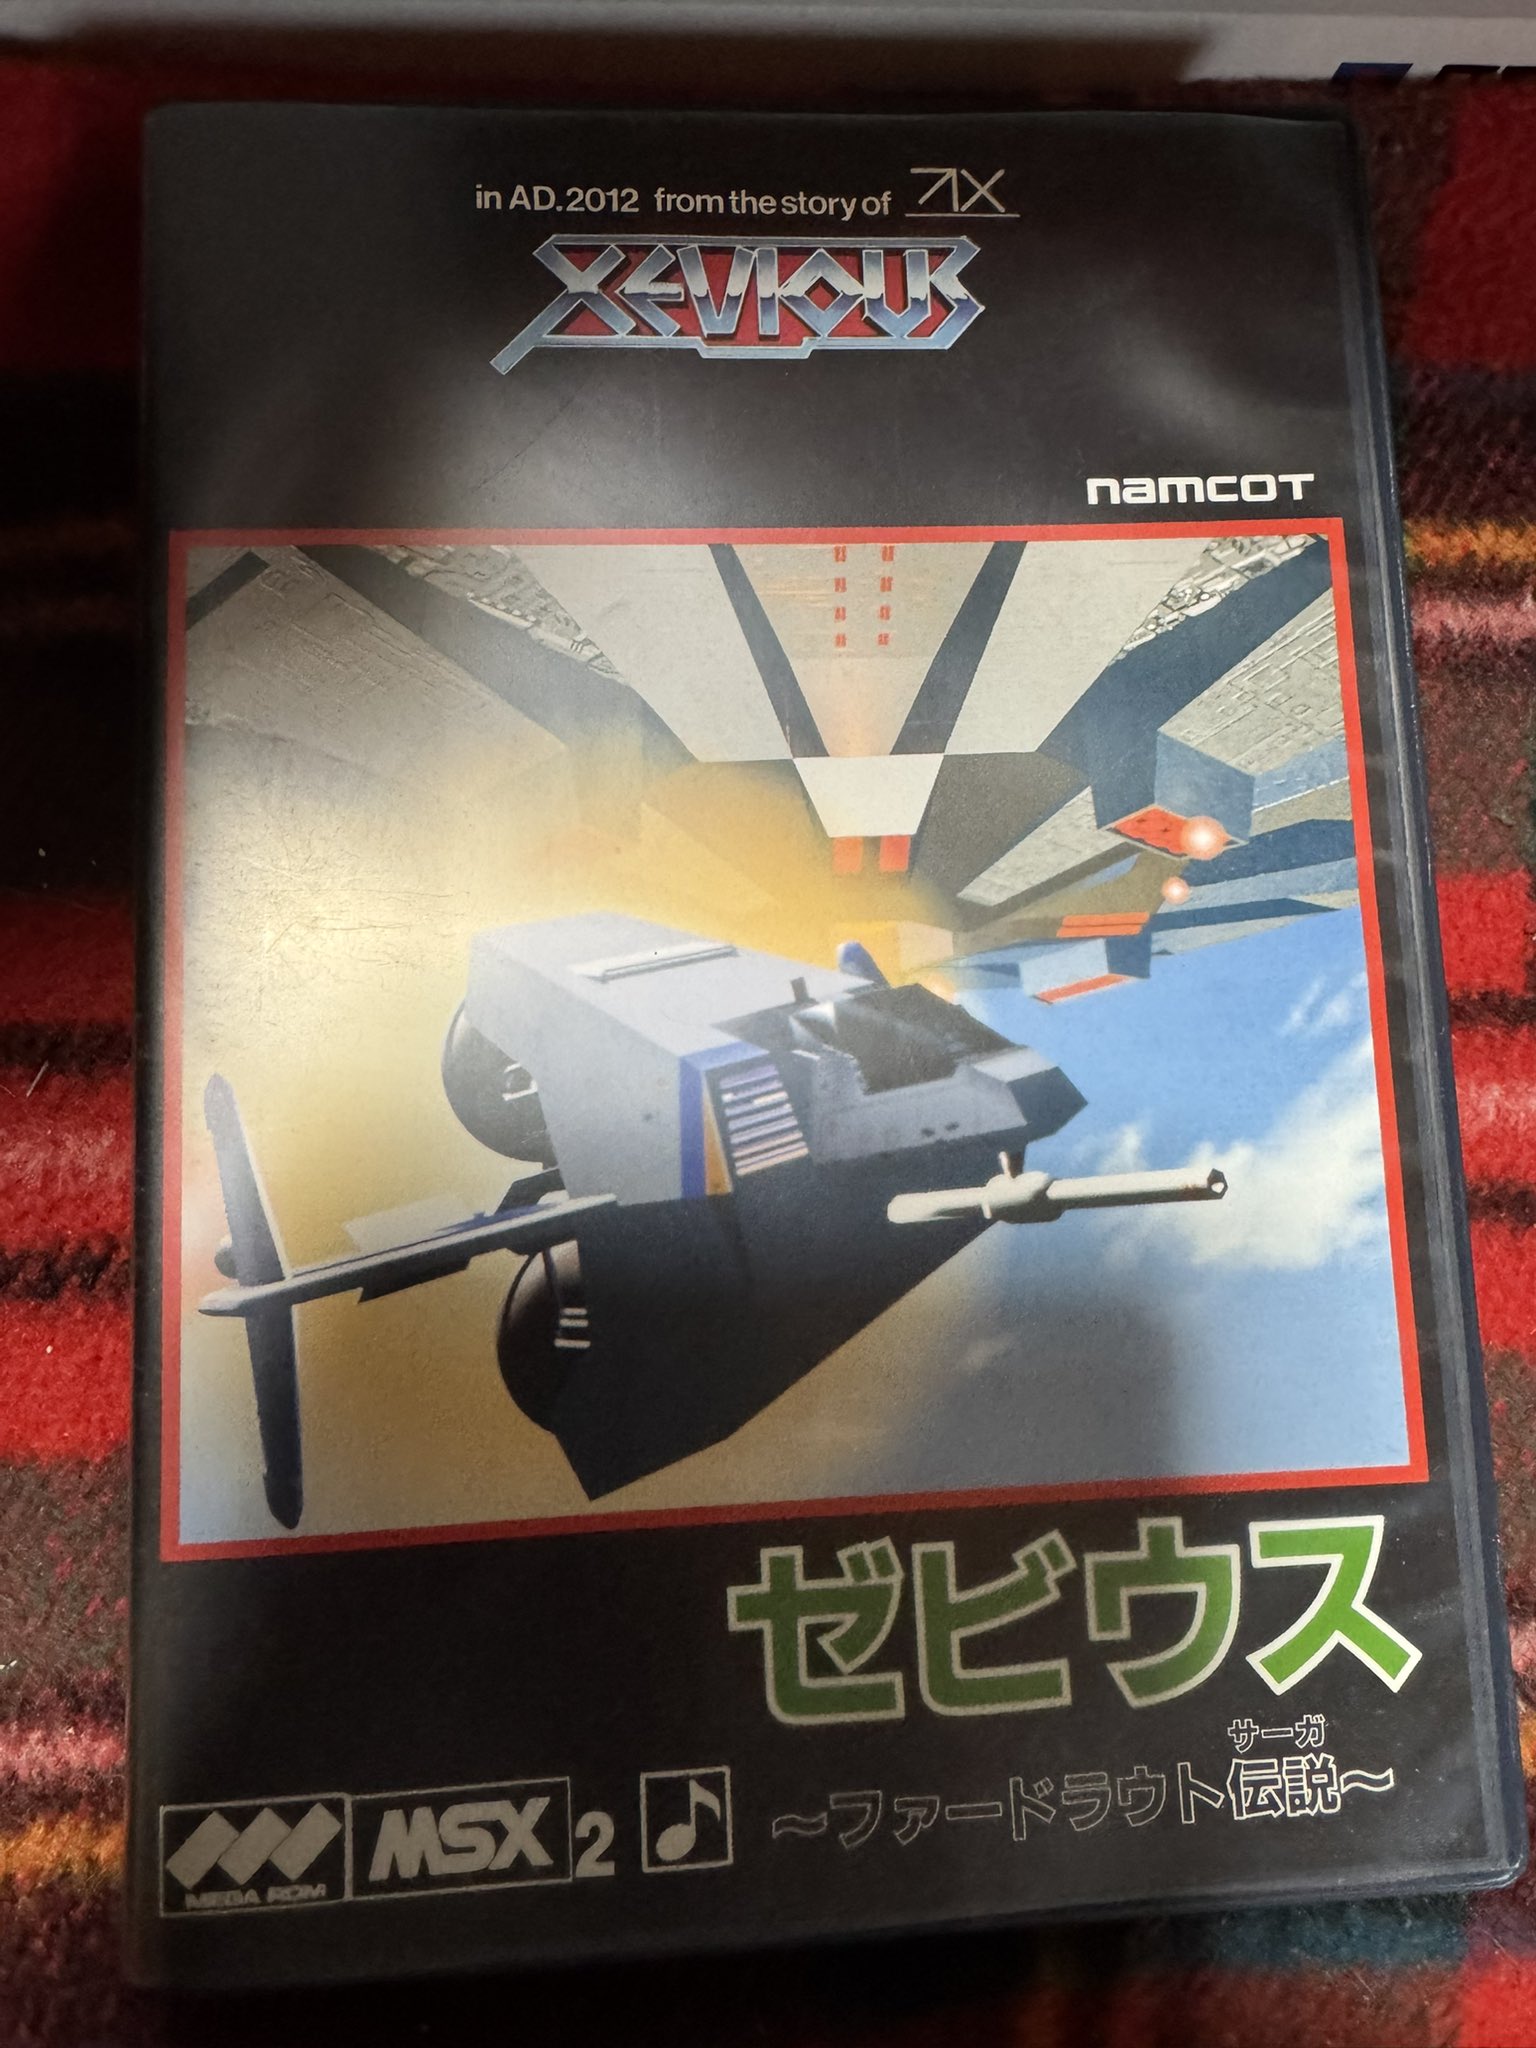 in AD.2012 from the story of
XEVIOUS
namcot
ゼビウス
サーガ
～ファードラウト伝説～
MEGA ROM
MSX 2